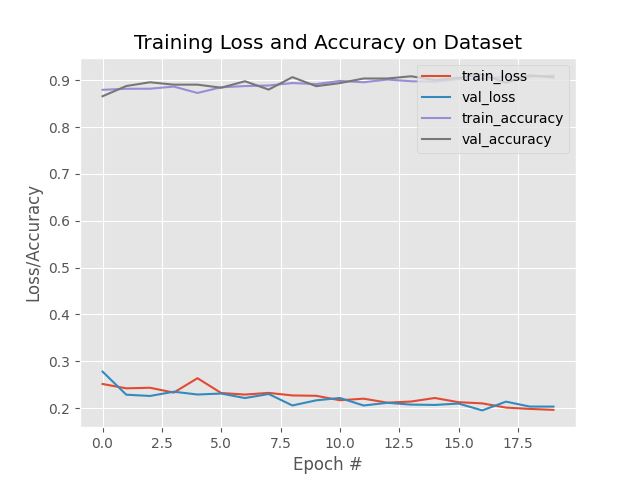 Training Loss and Accuracy on Dataset
train_loss
val_loss
train_accuracy
val_accuracy
Loss/Accuracy
0.9
0.8
0.7
0.6
0.5
0.4
0.3
0.2
0.0 2.5 5.0 7.5 10.0 12.5 15.0 17.5
Epoch #